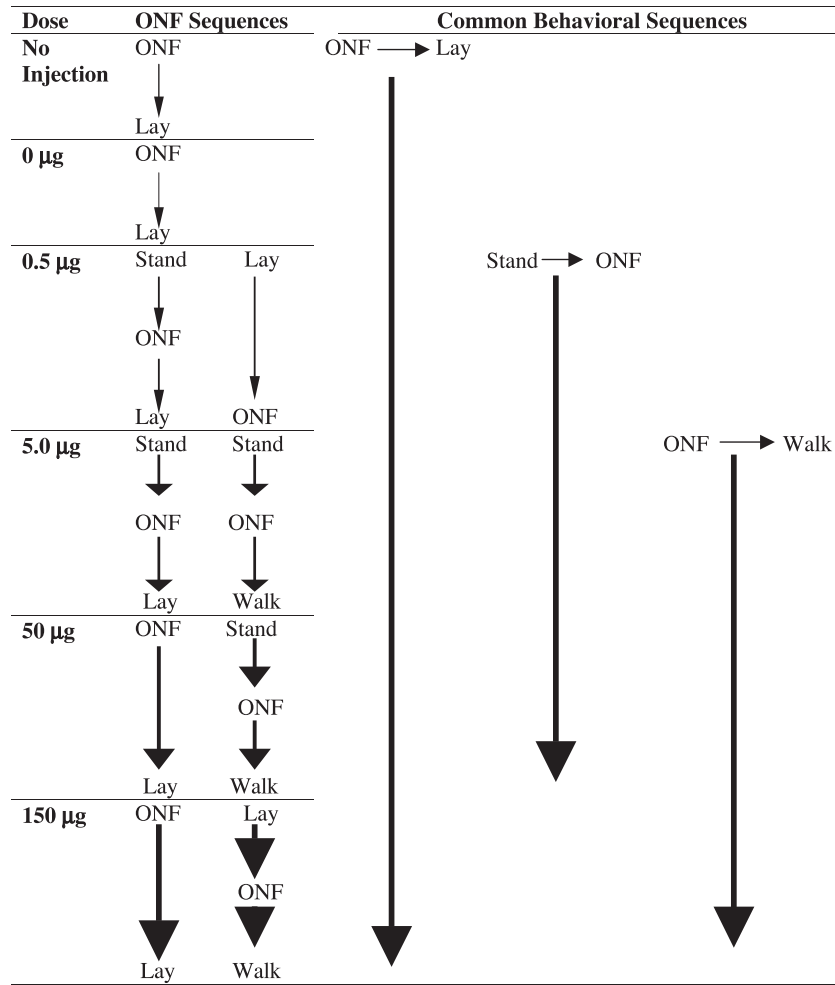 Dose ONF Sequences Common Behavioral Sequences
No ONF ONF Lay
Injection
Lay
0 µg ONF
Lay
0.5 µg Stand Lay Stand ONF
ONF
Lay ONF
5.0 µg Stand Stand ONF Walk
ONF ONF
Lay Walk
50 µg ONF Stand
ONF
Lay Walk
150 µg ONF Lay
ONF
Lay Walk